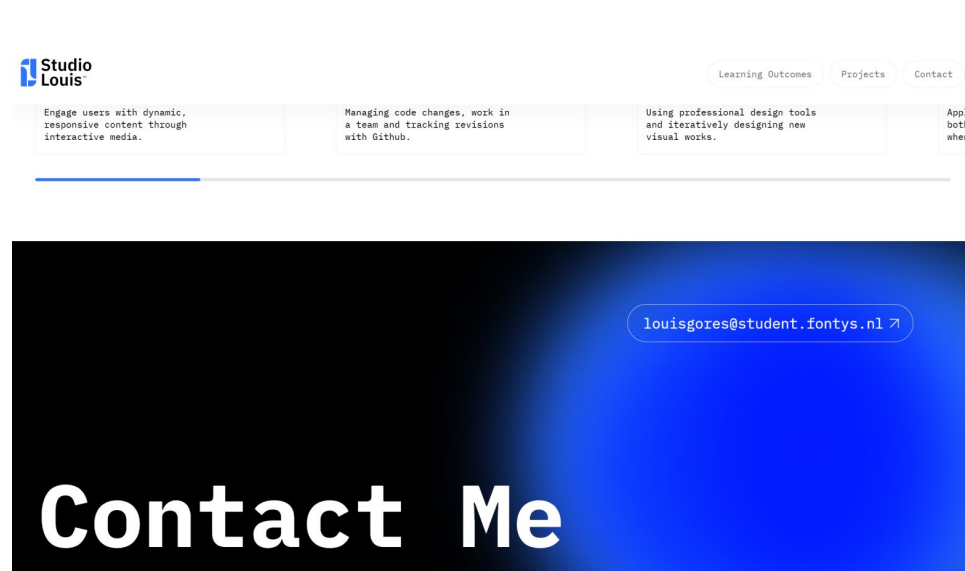 Studio
Louis™
Learning Outcomes
Projects
Contact
Engage users with dynamic,
responsive content through
interactive media.
Managing code changes, work in
a team and tracking revisions
with Github.
Using professional design tools
and iteratively designing new
visual works.
louisgores@student.fontys.nl
Contact Me